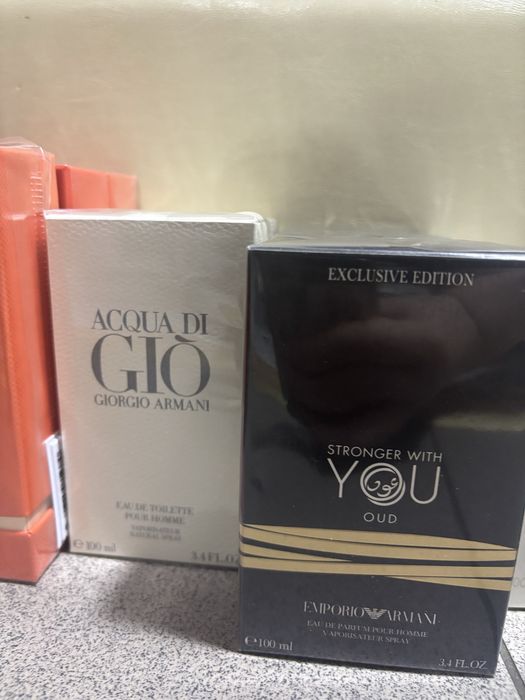 ACQUA DI
GIÒ
GIORGIO ARMANI
EAU DE TOILETTE
POUR HOMME
VAPORISATEUR
NATURAL SPRAY
e 100 ml
3.4 FL.OZ
EXCLUSIVE EDITION
STRONGER WITH
YOU
عود
OUD
EMPORIO ARMANI
EAU DE PARFUM POUR HOMME
VAPORISATEUR SPRAY
e 100 ml
3.4 FL.OZ